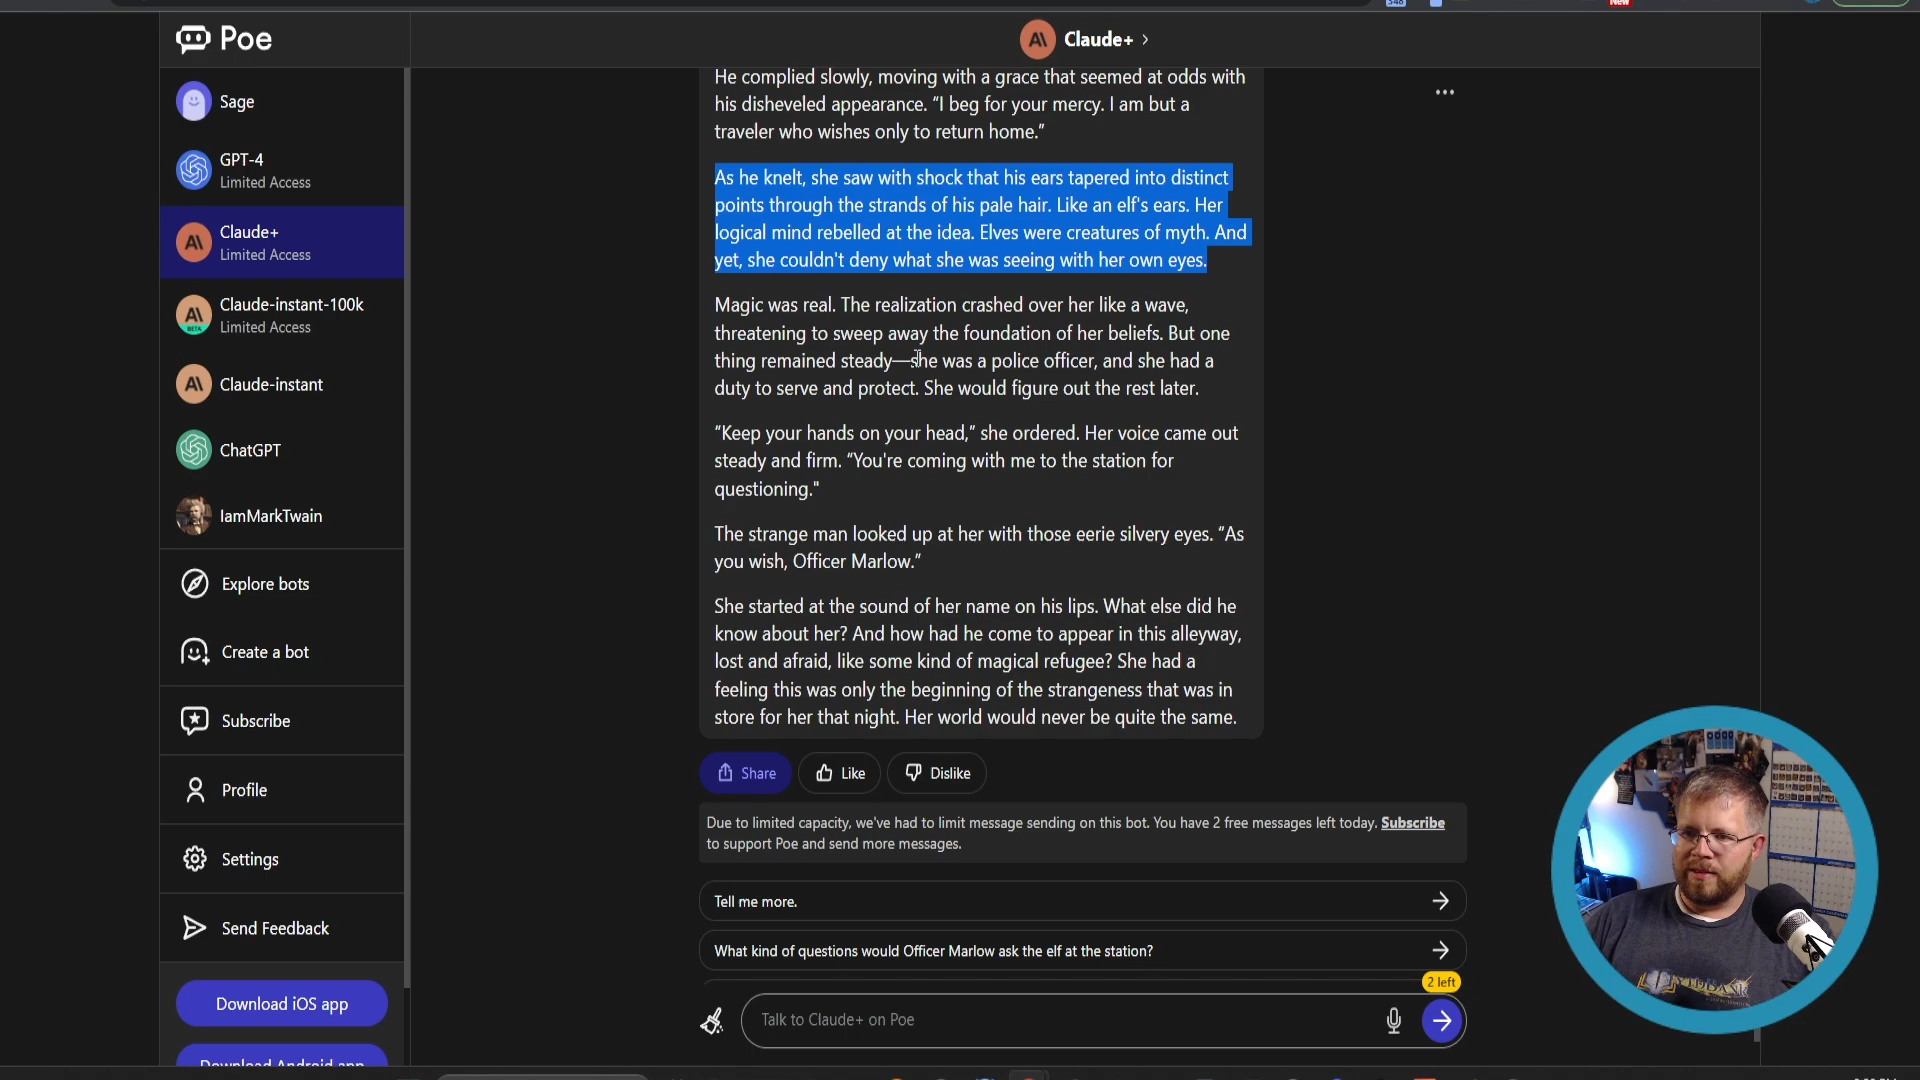 New
Poe
Claude+
Sage
GPT-4
Limited Access
Claude+
Limited Access
Claude-instant-100k
Limited Access
BETA
Claude-instant
ChatGPT
IamMarkTwain
Explore bots
Create a bot
Subscribe
Profile
Settings
Send Feedback
Download iOS app
Download Android app
He complied slowly, moving with a grace that seemed at odds with
his disheveled appearance. “I beg for your mercy. I am but a
traveler who wishes only to return home.”
As he knelt, she saw with shock that his ears tapered into distinct
points through the strands of his pale hair. Like an elf's ears. Her
logical mind rebelled at the idea. Elves were creatures of myth. And
yet, she couldn't deny what she was seeing with her own eyes.
Magic was real. The realization crashed over her like a wave,
threatening to sweep away the foundation of her beliefs. But one
thing remained steady—she was a police officer, and she had a
duty to serve and protect. She would figure out the rest later.
“Keep your hands on your head,” she ordered. Her voice came out
steady and firm. “You're coming with me to the station for
questioning."
The strange man looked up at her with those eerie silvery eyes. “As
you wish, Officer Marlow.”
She started at the sound of her name on his lips. What else did he
know about her? And how had he come to appear in this alleyway,
lost and afraid, like some kind of magical refugee? She had a
feeling this was only the beginning of the strangeness that was in
store for her that night. Her world would never be quite the same.
Share
Like
Dislike
Due to limited capacity, we've had to limit message sending on this bot. You have 2 free messages left today. Subscribe
to support Poe and send more messages.
Tell me more.
What kind of questions would Officer Marlow ask the elf at the station?
2 left
Talk to Claude+ on Poe